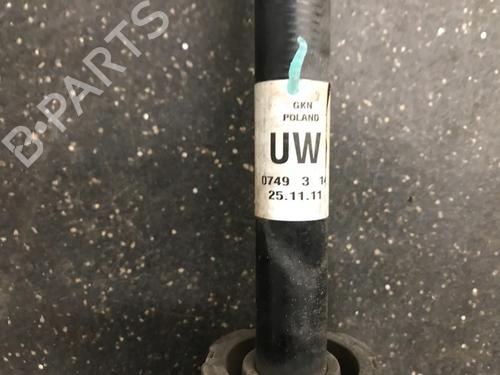 B-PARTS
GKN
POLAND
UW
0749 3 14
25.11.11